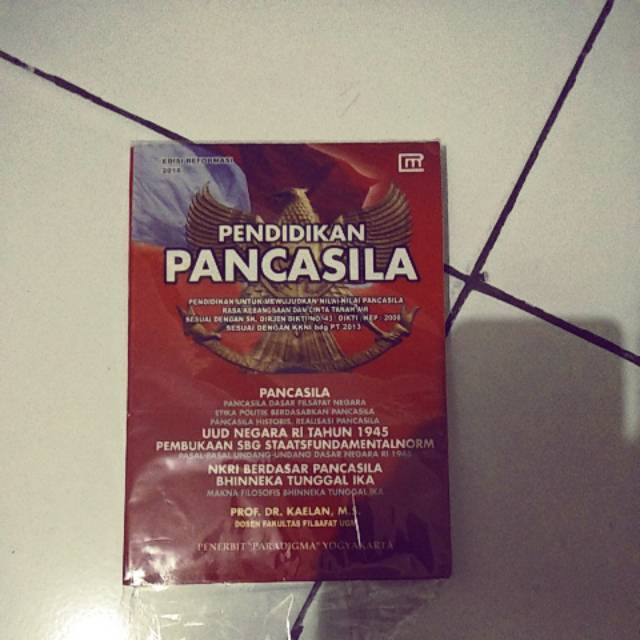 EDISI REFORMASI
2014
PENDIDIKAN
PANCASILA
PENDIDIKAN UNTUK MEWUJUDKAN NILAI-NILAI PANCASILA
RASA KEBANGSAAN DAN CINTA TANAH AIR
SESUAI DENGAN SK. DIRJEN DIKTI NO. 43 / DIKTI / KEP / 2006
SESUAI DENGAN KKNI bdg PT 2013
PANCASILA
PANCASILA DASAR FILSAFAT NEGARA
ETIKA POLITIK BERDASARKAN PANCASILA
PANCASILA HISTORIS, REALISASI PANCASILA
UUD NEGARA RI TAHUN 1945
PEMBUKAAN SBG STAATSFUNDAMENTALNORM
PASAL-PASAL UNDANG-UNDANG DASAR NEGARA RI 1945
NKRI BERDASAR PANCASILA
BHINNEKA TUNGGAL IKA
MAKNA FILOSOFIS BHINNEKA TUNGGAL IKA
PROF. DR. KAELAN, M.S.
DOSEN FAKULTAS FILSAFAT UGM
PENERBIT "PARADIGMA" YOGYAKARTA